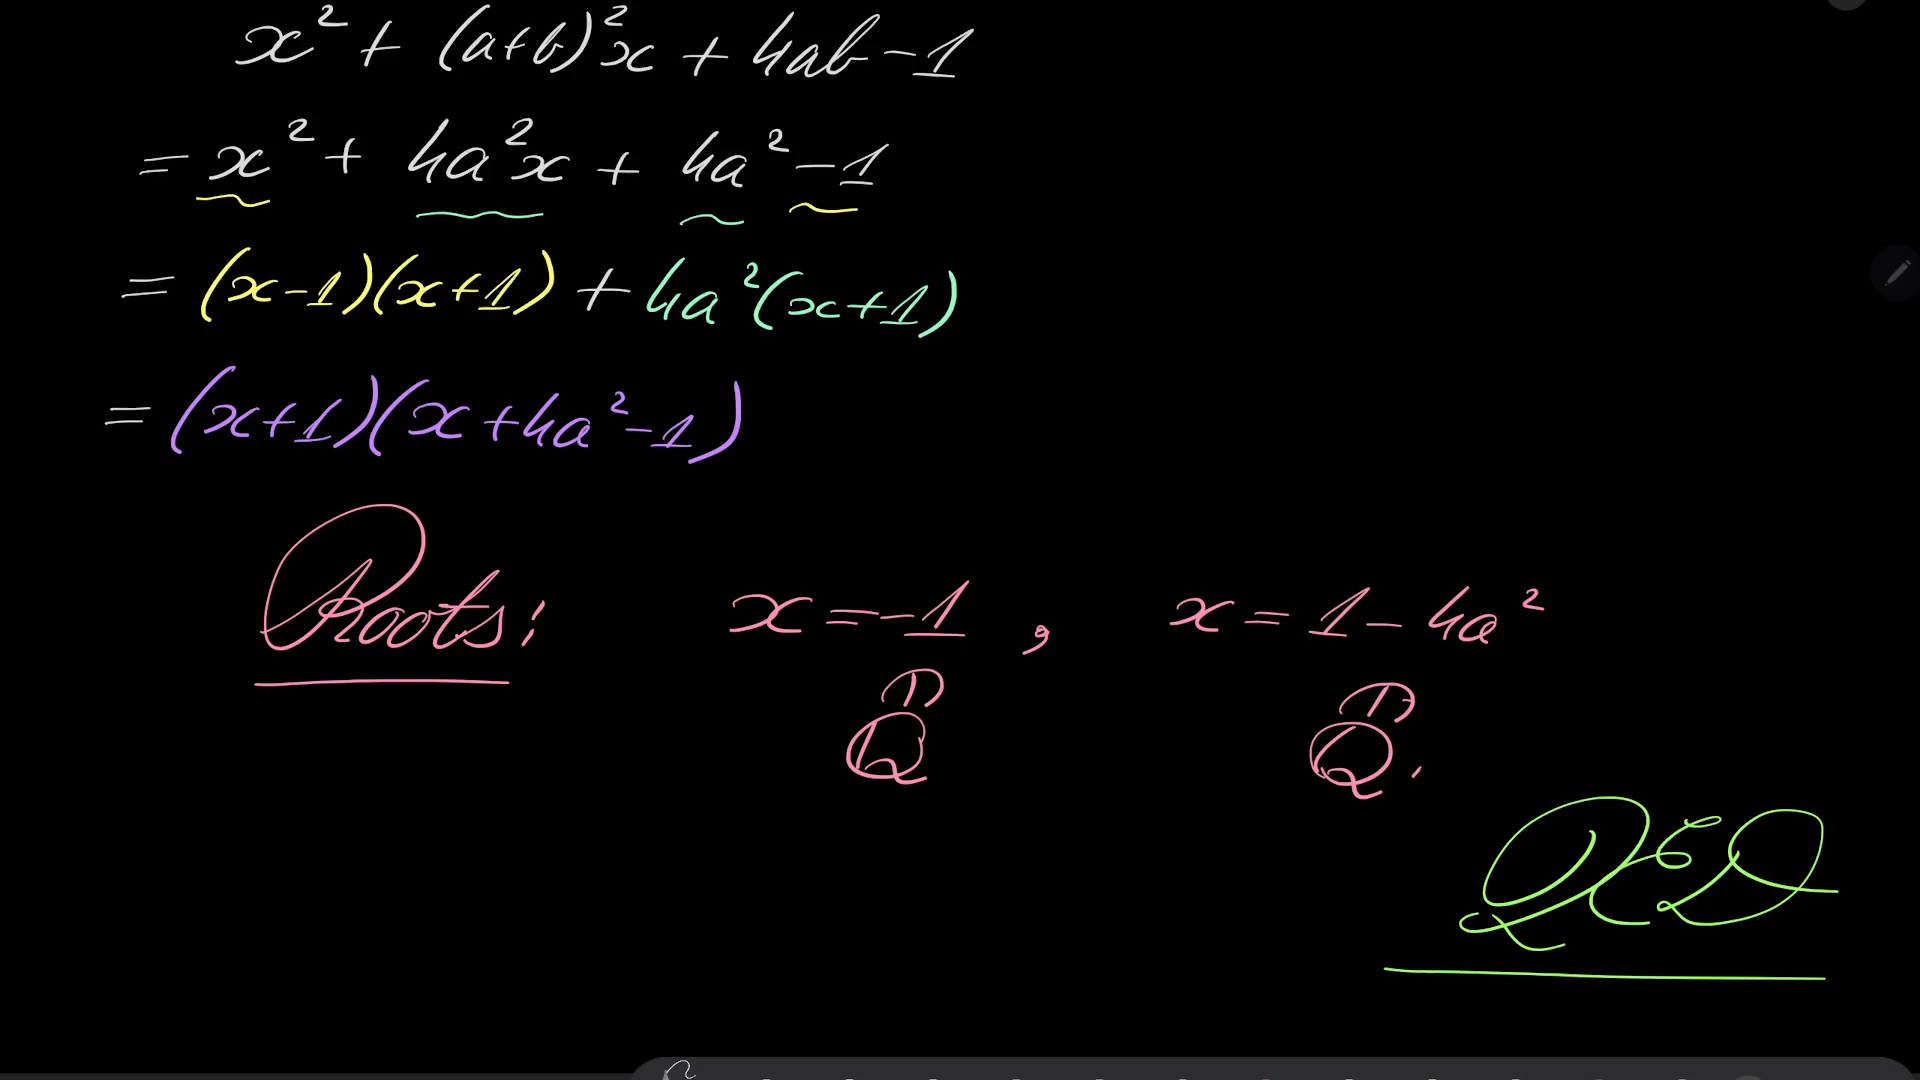 x² + (a+b)²x + 4ab - 1
= x² + 4a²x + 4a² - 1
= (x-1)(x+1) + 4a²(x+1)
= (x+1)(x+4a²-1)
Roots: x = -1 , x = 1 - 4a²
∩ ∩
Q Q.
QED